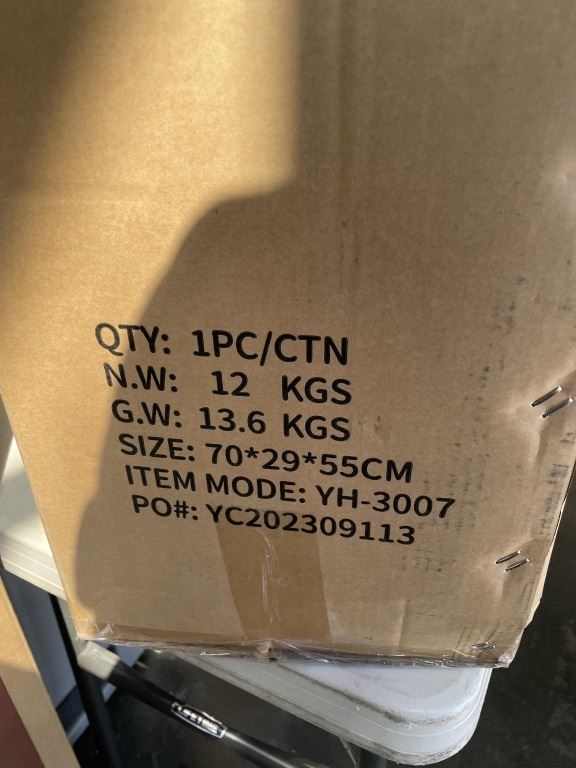 QTY: 1PC/CTN
N.W: 12 KGS
G.W: 13.6 KGS
SIZE: 70*29*55CM
ITEM MODE: YH-3007
PO#: YC202309113